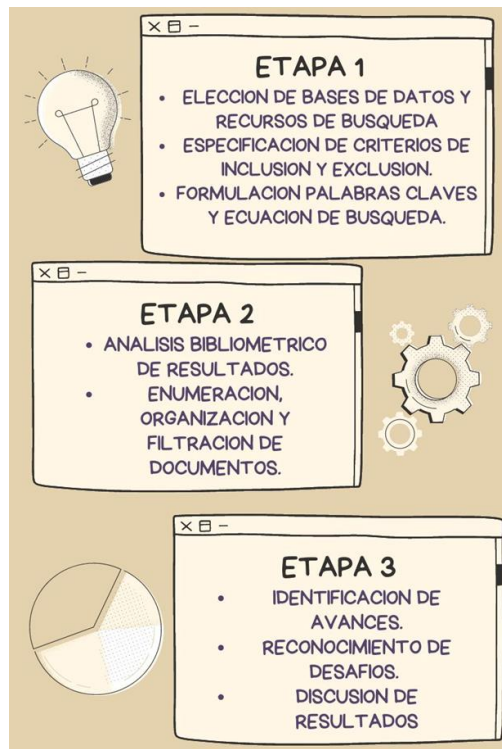 ETAPA 1
• ELECCION DE BASES DE DATOS Y
RECURSOS DE BUSQUEDA
• ESPECIFICACION DE CRITERIOS DE
INCLUSION Y EXCLUSION.
• FORMULACION PALABRAS CLAVES
Y ECUACION DE BUSQUEDA.
ETAPA 2
• ANALISIS BIBLIOMETRICO
DE RESULTADOS.
• ENUMERACION,
ORGANIZACION Y
FILTRACION DE
DOCUMENTOS.
ETAPA 3
• IDENTIFICACION DE
AVANCES.
• RECONOCIMIENTO DE
DESAFIOS.
• DISCUSION DE
RESULTADOS